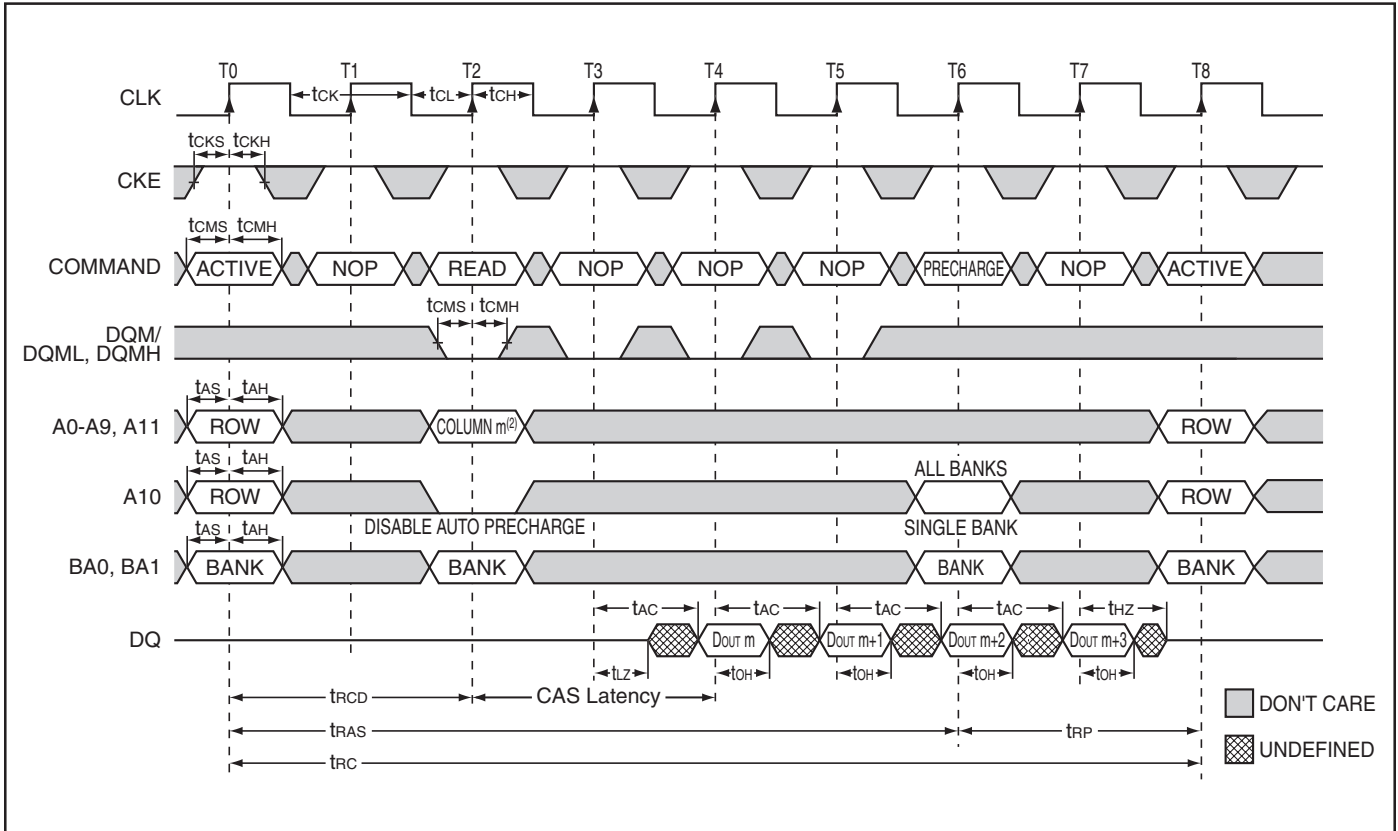 T0 T1 T2 T3 T4 T5 T6 T7 T8
CLK tCK tCL tCH
tCKS tCKH
CKE
tCMS tCMH
COMMAND ACTIVE NOP READ NOP NOP NOP PRECHARGE NOP ACTIVE
tCMS tCMH
DQM/
DQML, DQMH
tAS tAH
A0-A9, A11 ROW COLUMN m(2) ROW
tAS tAH ALL BANKS
A10 ROW ROW
DISABLE AUTO PRECHARGE SINGLE BANK
tAS tAH
BA0, BA1 BANK BANK BANK BANK
tAC tAC tAC tAC tHZ
DQ DOUT m DOUT m+1 DOUT m+2 DOUT m+3
tLZ tOH tOH tOH tOH
tRCD CAS Latency
DON'T CARE
tRAS tRP
UNDEFINED
tRC